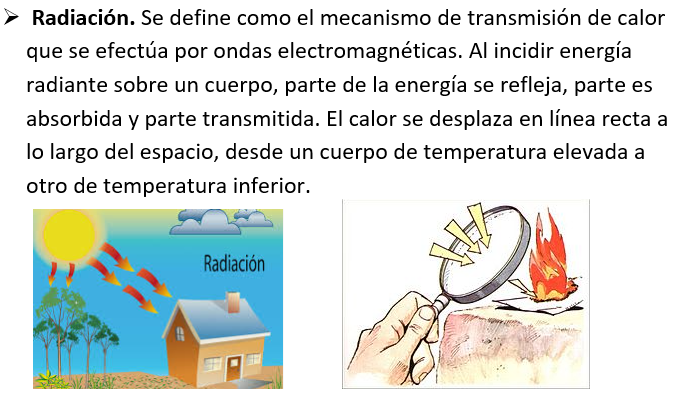 ➢ Radiación. Se define como el mecanismo de transmisión de calor
que se efectúa por ondas electromagnéticas. Al incidir energía
radiante sobre un cuerpo, parte de la energía se refleja, parte es
absorbida y parte transmitida. El calor se desplaza en línea recta a
lo largo del espacio, desde un cuerpo de temperatura elevada a
otro de temperatura inferior.
Radiación